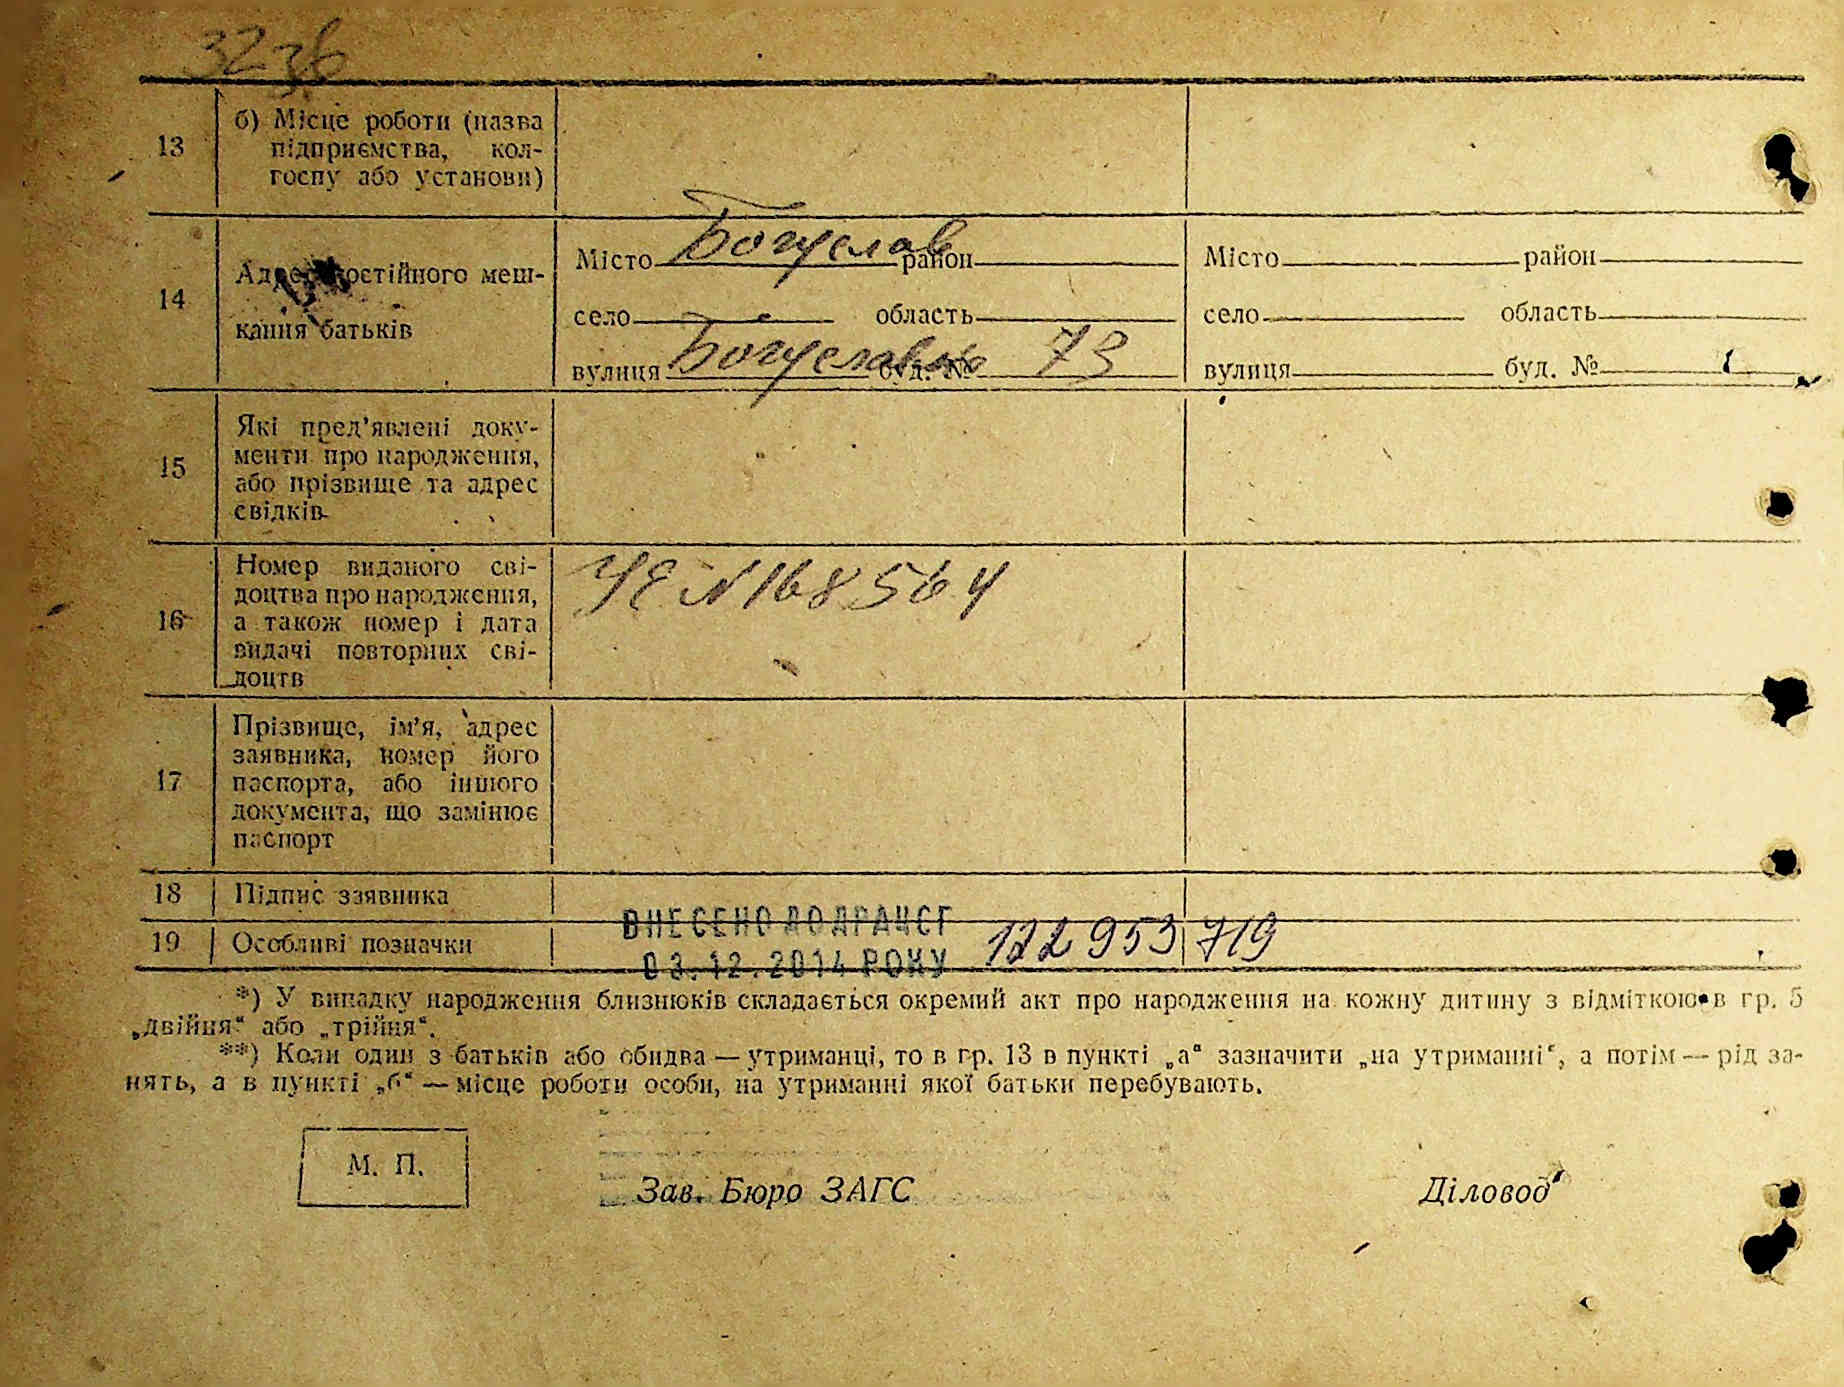 3236
13
б) Місце роботи (назва
підприємства, кол-
госпу або установи)
14
Адрес постійного меш-
кання батьків
Місто Богуслав район
село область
вулиця буд. № 73
Місто район
село область
вулиця буд. №
15
Які пред'явлені доку-
менти про народження,
або прізвище та адрес
свідків
16
Номер виданого сві-
доцтва про народження,
а також номер і дата
видачі повторних сві-
доцтв
УЕ N 168564
17
Прізвище, ім'я, адрес
заявника, номер його
паспорта, або іншого
документа, що замінює
паспорт
18 Підпис заявника
19 Особливі позначки
ВНЕСЕНО ДО ДРАЦСГ
03.12.2014 РОКУ
122953719
*) У випадку народження близнюків складається окремий акт про народження на кожну дитину з відміткою в гр. 5
„двійня“ або „трійня“.
**) Коли один з батьків або обидва — утриманці, то в гр. 13 в пункті „а“ зазначити „на утриманні“, а потім — рід за-
нять, а в пункті „б“ — місце роботи особи, на утриманні якої батьки перебувають.
М. П.
Зав. Бюро ЗАГС
Діловод